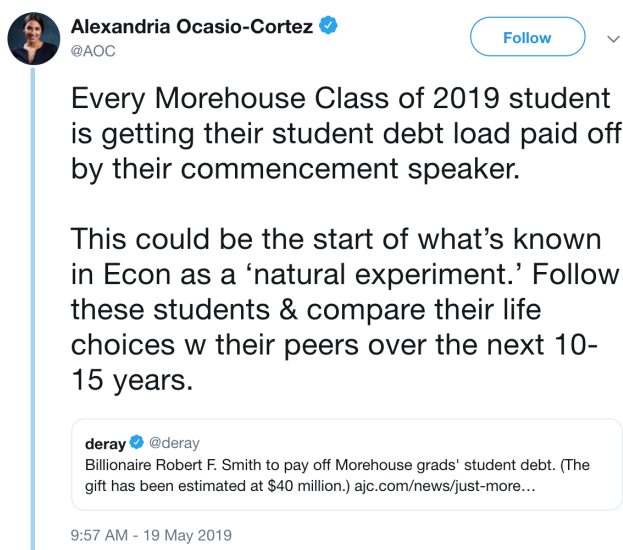 Alexandria Ocasio-Cortez
@AOC
Follow
Every Morehouse Class of 2019 student
is getting their student debt load paid off
by their commencement speaker.
This could be the start of what’s known
in Econ as a ‘natural experiment.’ Follow
these students & compare their life
choices w their peers over the next 10-
15 years.
deray @deray
Billionaire Robert F. Smith to pay off Morehouse grads' student debt. (The
gift has been estimated at $40 million.) ajc.com/news/just-more…
9:57 AM - 19 May 2019